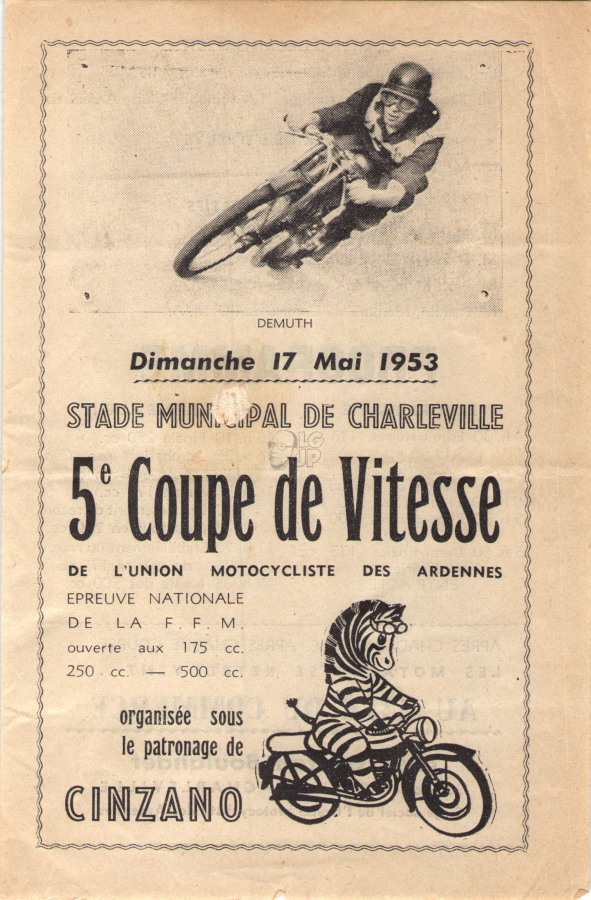 DEMUTH
Dimanche 17 Mai 1953
STADE MUNICIPAL DE CHARLEVILLE
5e Coupe de Vitesse
DE L'UNION MOTOCYCLISTE DES ARDENNES
EPREUVE NATIONALE
DE LA F. F. M.
ouverte aux 175 cc.
250 cc. — 500 cc.
organisée sous
le patronage de
CINZANO